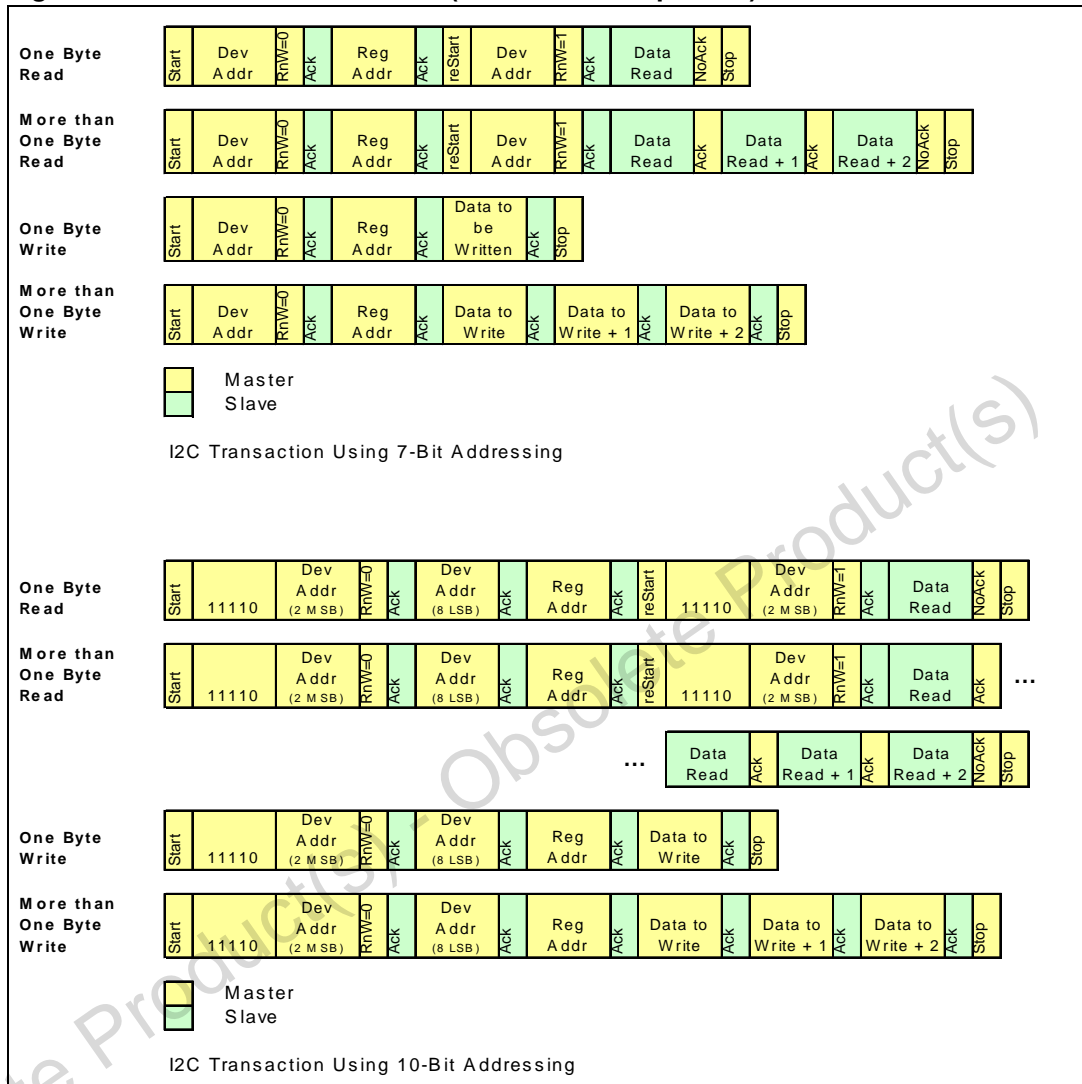 One Byte
Read
Start Dev Addr RnW=0 Ack Reg Addr Ack reStart Dev Addr RnW=1 Ack Data Read NoAck Stop
More than
One Byte
Read
Start Dev Addr RnW=0 Ack Reg Addr Ack reStart Dev Addr RnW=1 Ack Data Read Ack Data Read + 1 Ack Data Read + 2 NoAck Stop
One Byte
Write
Start Dev Addr RnW=0 Ack Reg Addr Ack Data to be Written Ack Stop
More than
One Byte
Write
Start Dev Addr RnW=0 Ack Reg Addr Ack Data to Write Ack Data to Write + 1 Ack Data to Write + 2 Ack Stop
Master
Slave
I2C Transaction Using 7-Bit Addressing
One Byte
Read
Start 11110 Dev Addr (2 MSB) RnW=0 Ack Dev Addr (8 LSB) Ack Reg Addr Ack reStart 11110 Dev Addr (2 MSB) RnW=1 Ack Data Read NoAck Stop
More than
One Byte
Read
Start 11110 Dev Addr (2 MSB) RnW=0 Ack Dev Addr (8 LSB) Ack Reg Addr Ack reStart 11110 Dev Addr (2 MSB) RnW=1 Ack Data Read Ack ...
... Data Read Ack Data Read + 1 Ack Data Read + 2 NoAck Stop
One Byte
Write
Start 11110 Dev Addr (2 MSB) RnW=0 Ack Dev Addr (8 LSB) Ack Reg Addr Ack Data to Write Ack Stop
More than
One Byte
Write
Start 11110 Dev Addr (2 MSB) RnW=0 Ack Dev Addr (8 LSB) Ack Reg Addr Ack Data to Write Ack Data to Write + 1 Ack Data to Write + 2 Ack Stop
Master
Slave
I2C Transaction Using 10-Bit Addressing
te Product(s) - Obsolete Product(s)